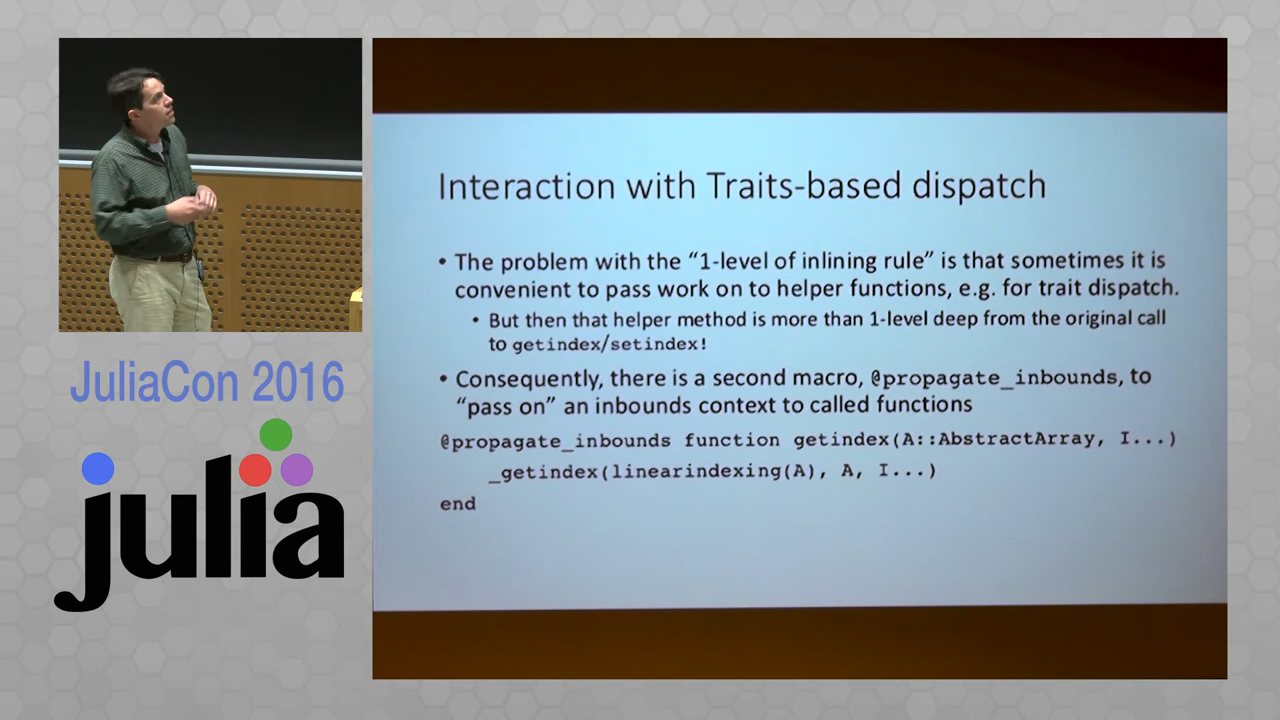 JuliaCon 2016
julia
Interaction with Traits-based dispatch
• The problem with the “1-level of inlining rule” is that sometimes it is
convenient to pass work on to helper functions, e.g. for trait dispatch.
• But then that helper method is more than 1-level deep from the original call
to getindex/setindex!
• Consequently, there is a second macro, @propagate_inbounds, to
“pass on” an inbounds context to called functions
@propagate_inbounds function getindex(A::AbstractArray, I...)
_getindex(linearindexing(A), A, I...)
end